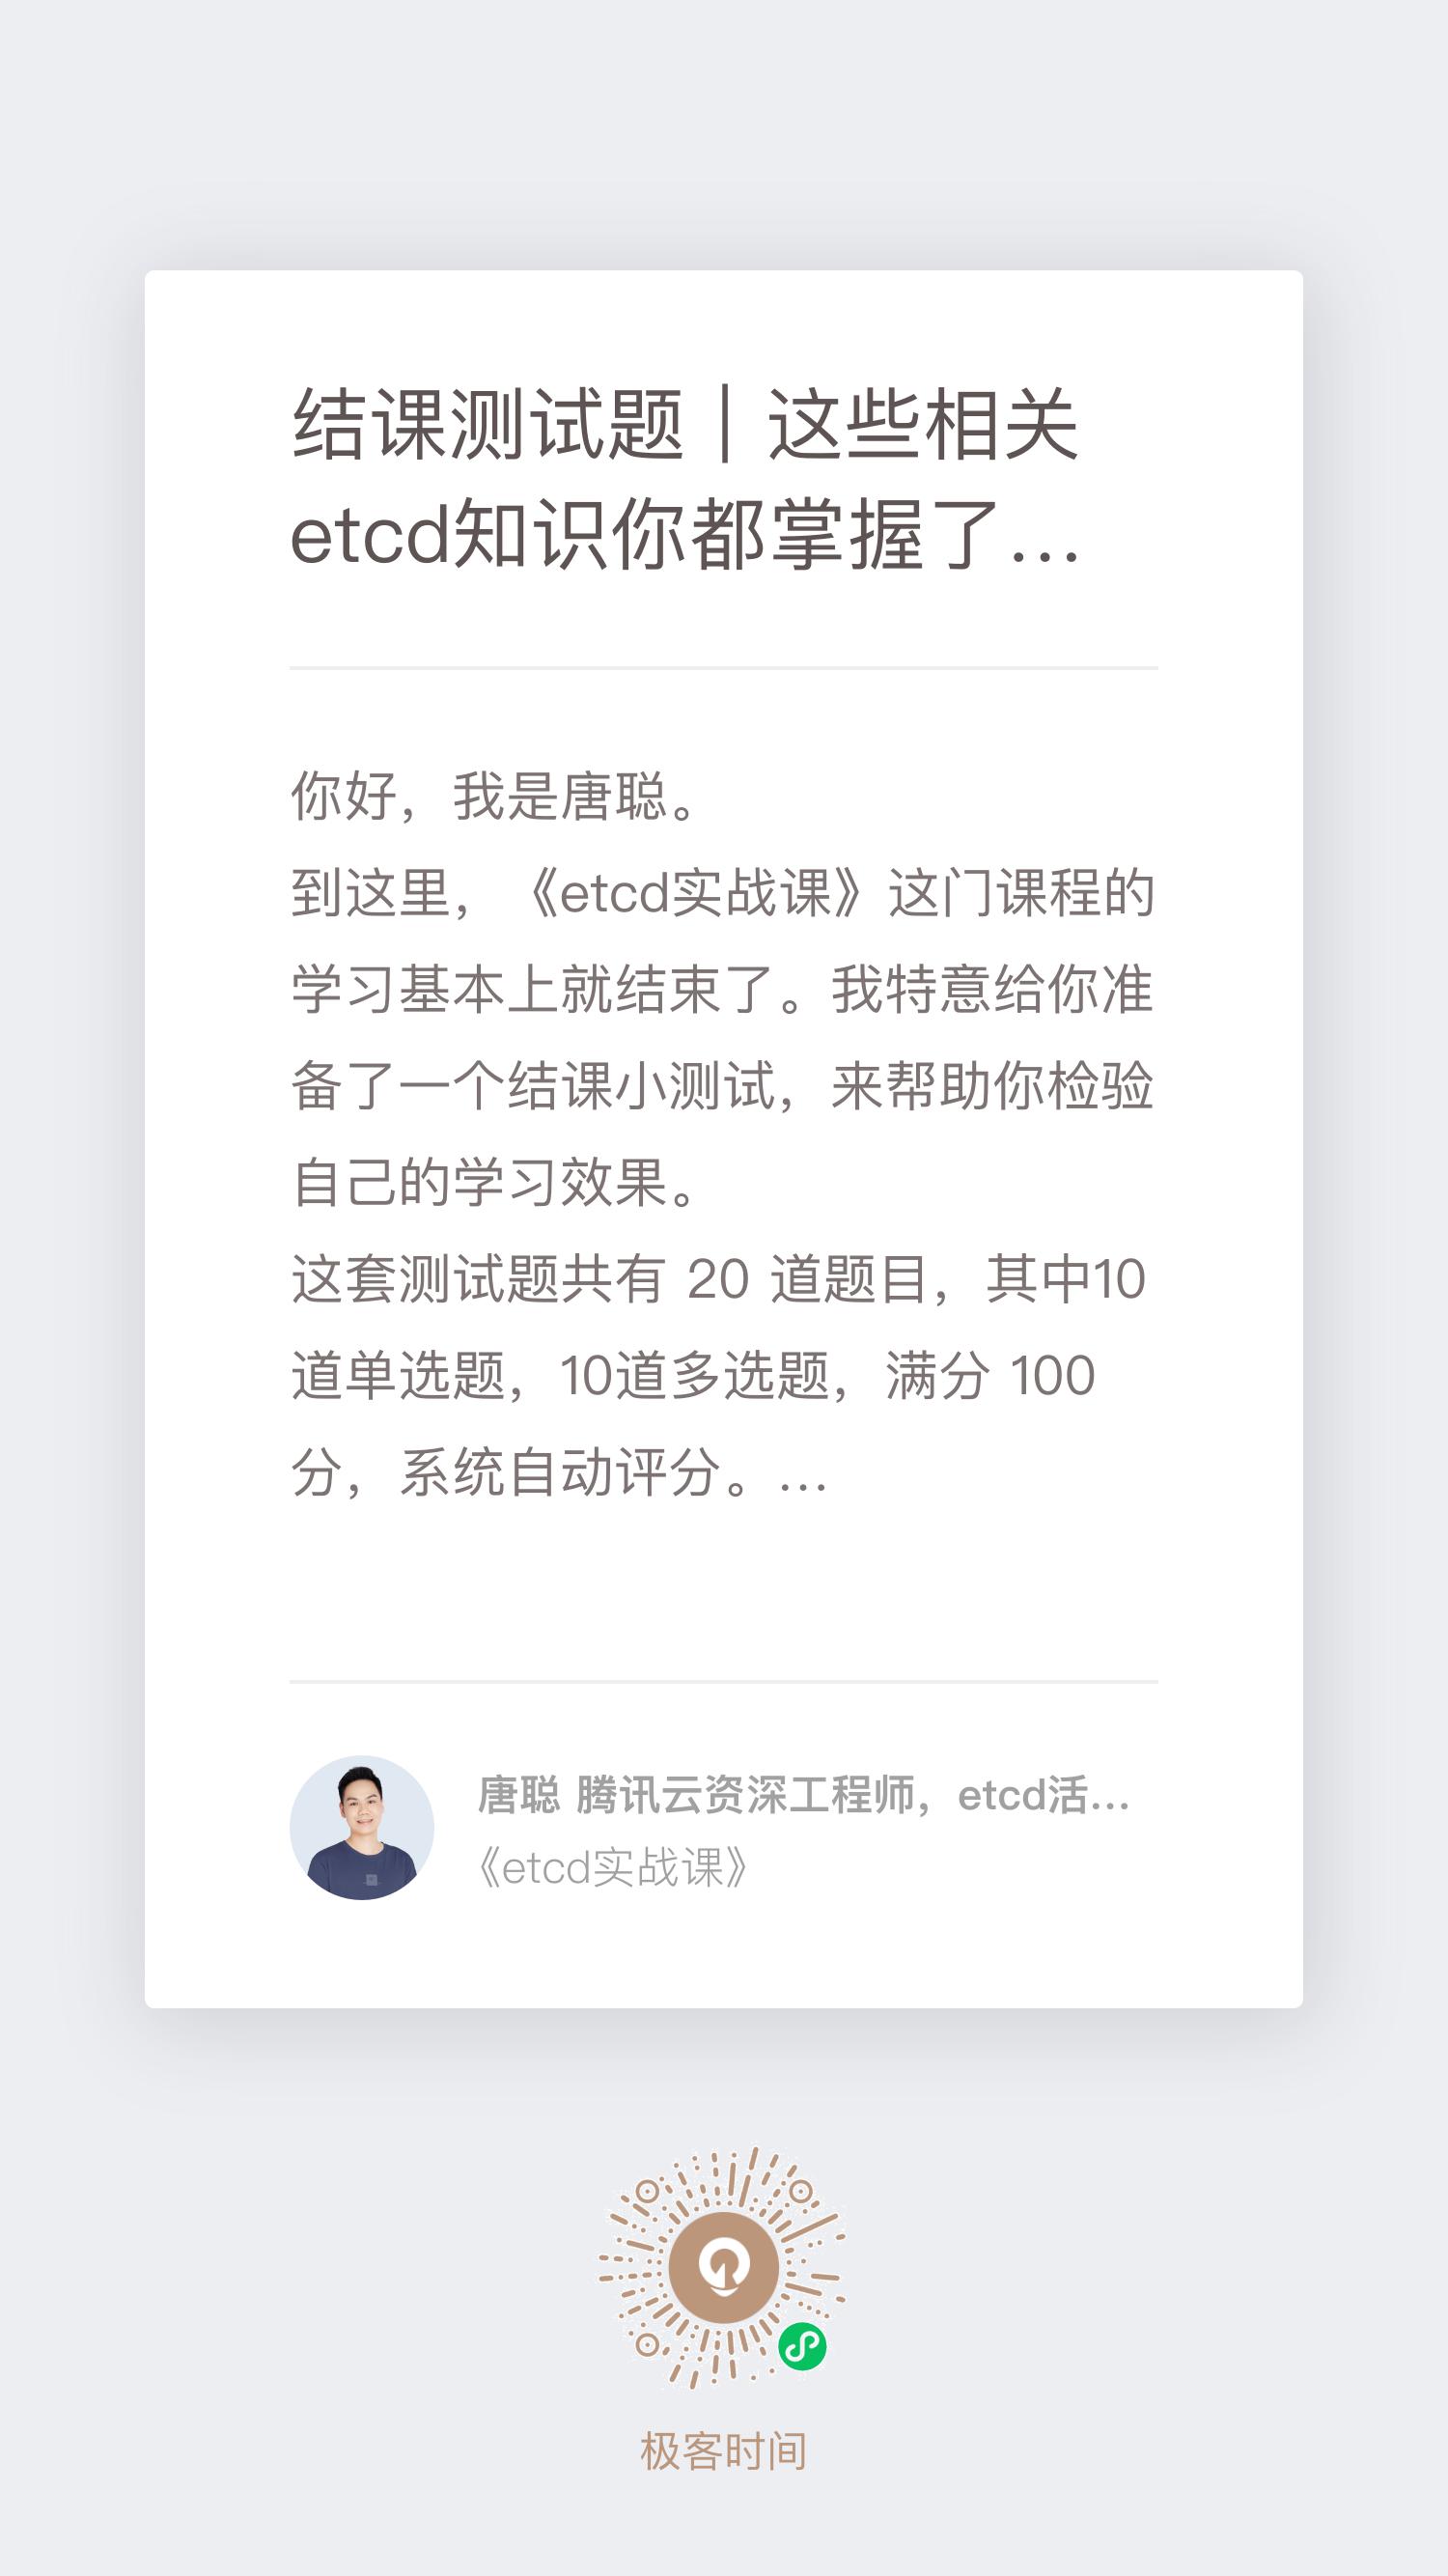 结课测试题｜这些相关
etcd知识你都掌握了...
你好，我是唐聪。
到这里，《etcd实战课》这门课程的
学习基本上就结束了。我特意给你准
备了一个结课小测试，来帮助你检验
自己的学习效果。
这套测试题共有 20 道题目，其中10
道单选题，10道多选题，满分 100
分，系统自动评分。...
唐聪 腾讯云资深工程师，etcd活...
《etcd实战课》
极客时间